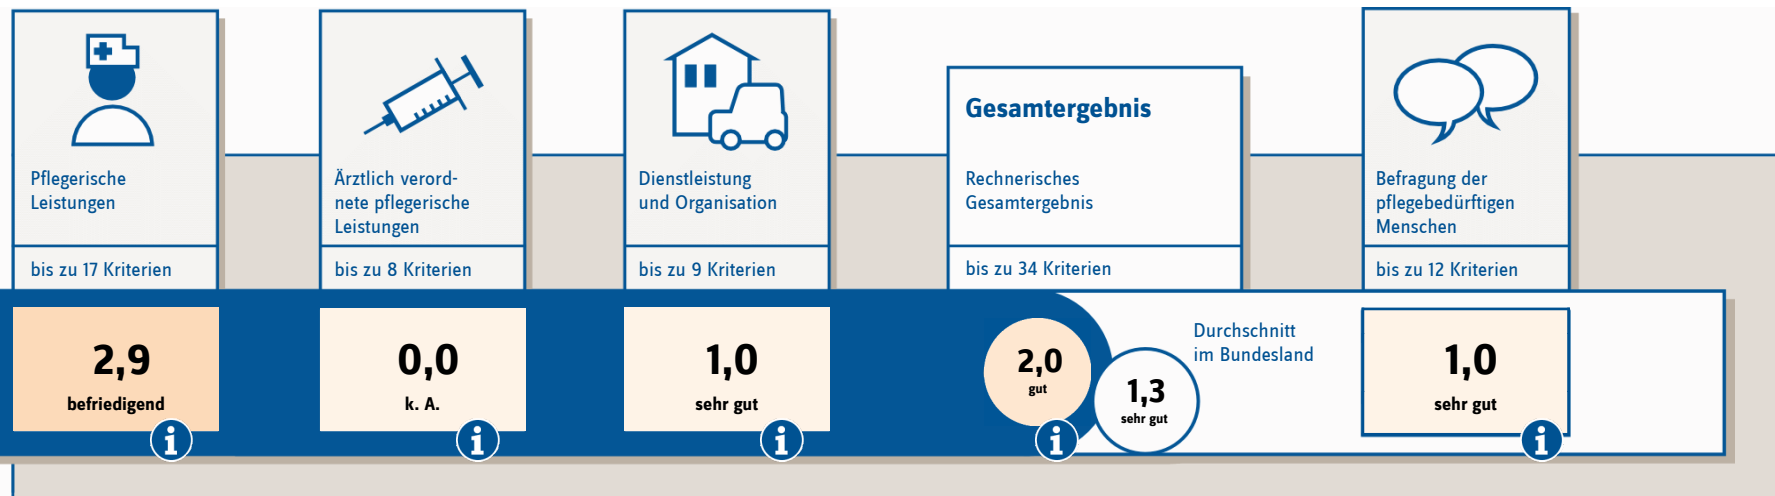 Pflegerische
Leistungen
bis zu 17 Kriterien
2,9
befriedigend
i
Ärztlich verord-
nete pflegerische
Leistungen
bis zu 8 Kriterien
0,0
k. A.
i
Dienstleistung
und Organisation
bis zu 9 Kriterien
1,0
sehr gut
i
Gesamtergebnis
Rechnerisches
Gesamtergebnis
bis zu 34 Kriterien
2,0
gut
i
1,3
sehr gut
Durchschnitt
im Bundesland
Befragung der
pflegebedürftigen
Menschen
bis zu 12 Kriterien
1,0
sehr gut
i